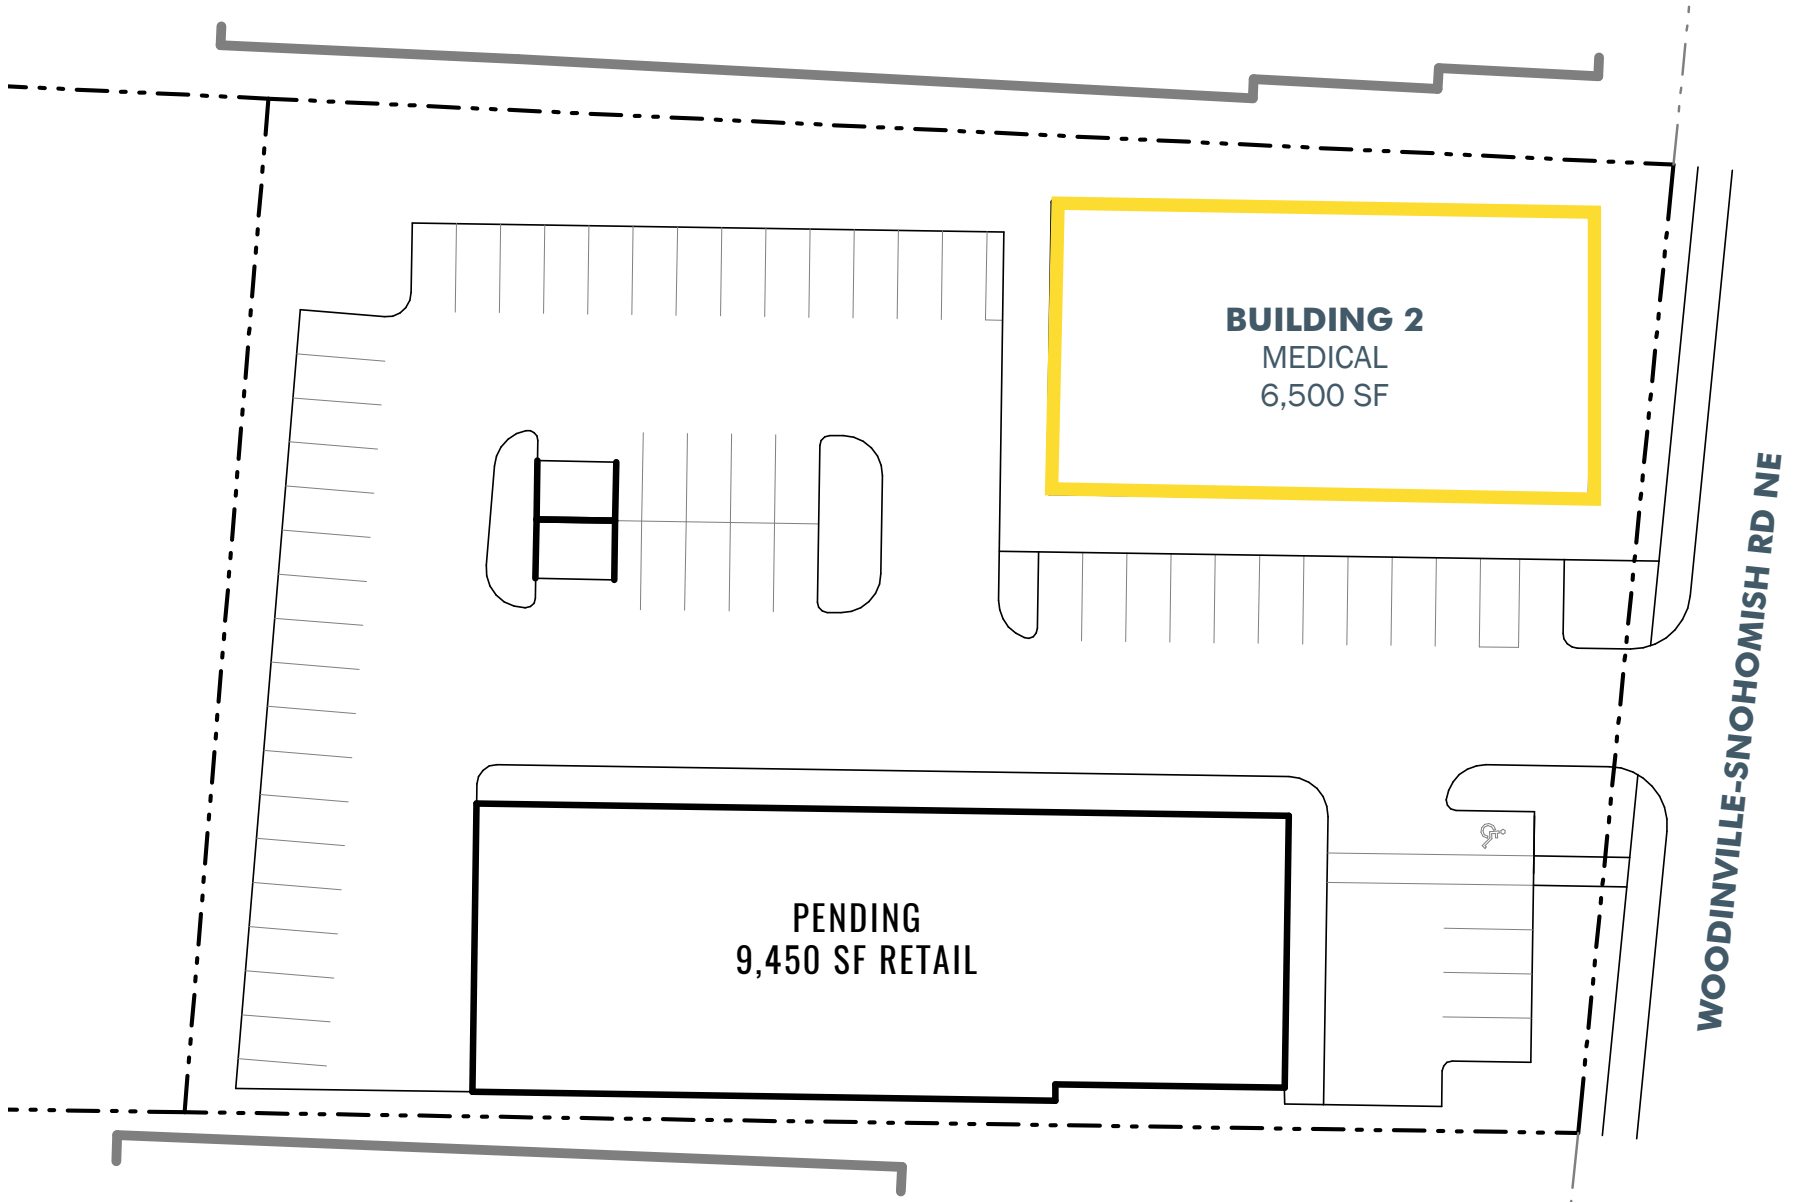 BUILDING 2
MEDICAL
6,500 SF
WOODINVILLE-SNOHOMISH RD NE
PENDING
9,450 SF RETAIL